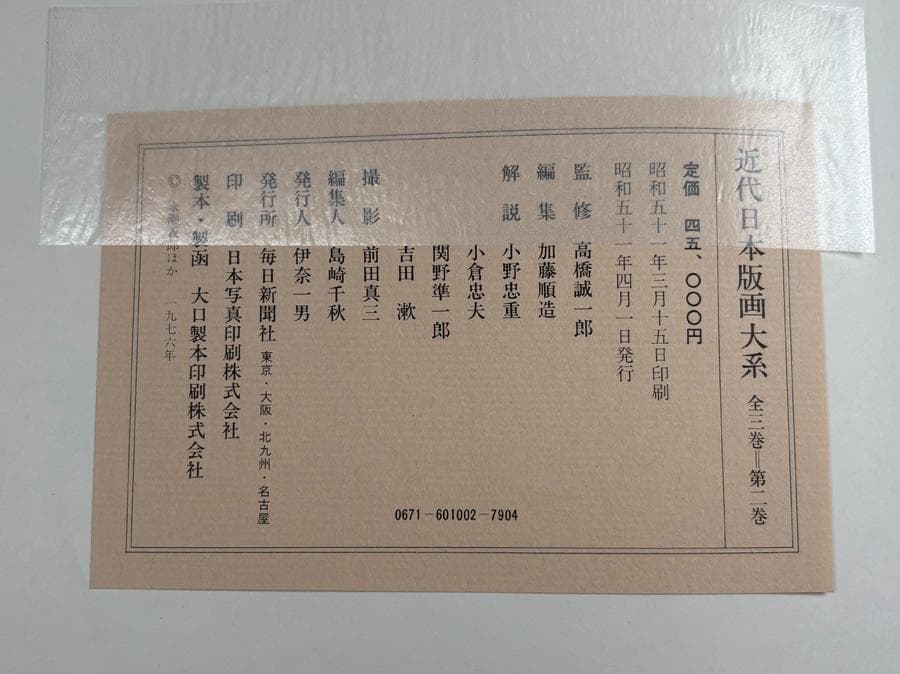 近代日本版画大系 全三巻＝第二巻
定価 四五、〇〇〇円
昭和五十一年三月十五日印刷
昭和五十一年四月一日発行
監修 高橋誠一郎
編集 加藤順造
解説 小野忠重
小倉忠夫
関野準一郎
吉田漱
撮影 前田真三
編集人 島崎千秋
発行人 伊奈一男
発行所 毎日新聞社 東京・大阪・北九州・名古屋
印刷 日本写真印刷株式会社
製本・製函 大口製本印刷株式会社
© 永瀬義郎ほか 一九七六年
0671-601002-7904